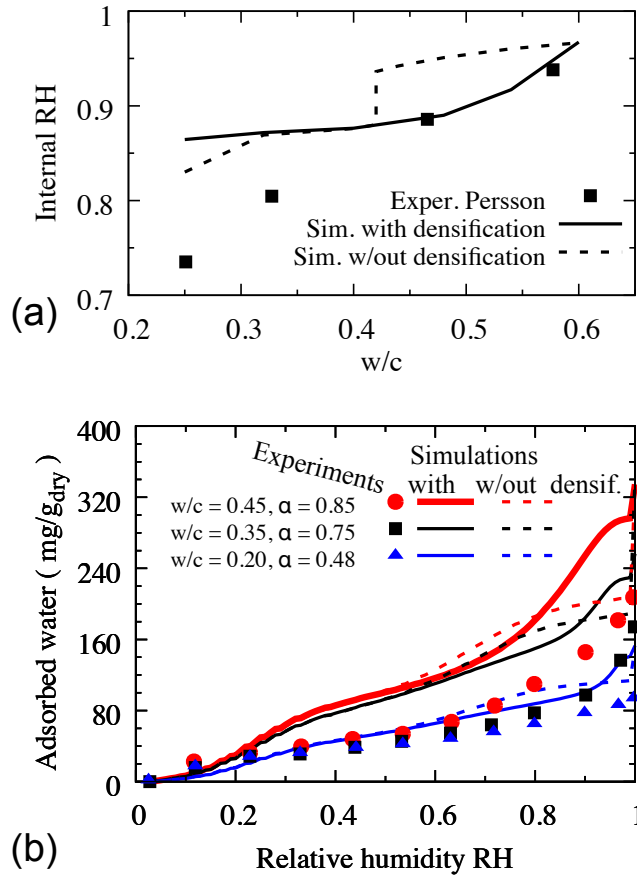 1
0.9
0.8
0.7
Internal RH
Exper. Persson
Sim. with densification
Sim. w/out densification
(a)
0.2 0.3 0.4 0.5 0.6
w/c
400
320
240
160
80
0
Adsorbed water ( mg/g_dry)
Experiments
Simulations
with w/out densif.
w/c = 0.45, α = 0.85
w/c = 0.35, α = 0.75
w/c = 0.20, α = 0.48
0 0.2 0.4 0.6 0.8 1
(b)
Relative humidity RH